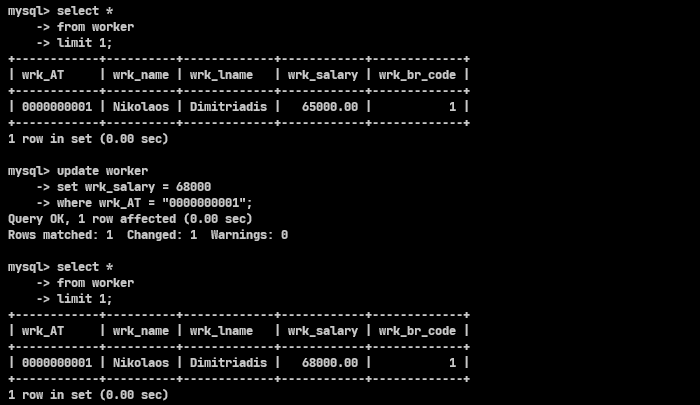 mysql> select *
    -> from worker
    -> limit 1;
+------------+----------+-------------+------------+-------------+
| wrk_AT     | wrk_name | wrk_lname   | wrk_salary | wrk_br_code |
+------------+----------+-------------+------------+-------------+
| 0000000001 | Nikolaos | Dimitriadis |   65000.00 |           1 |
+------------+----------+-------------+------------+-------------+
1 row in set (0.00 sec)

mysql> update worker
    -> set wrk_salary = 68000
    -> where wrk_AT = "0000000001";
Query OK, 1 row affected (0.00 sec)
Rows matched: 1  Changed: 1  Warnings: 0

mysql> select *
    -> from worker
    -> limit 1;
+------------+----------+-------------+------------+-------------+
| wrk_AT     | wrk_name | wrk_lname   | wrk_salary | wrk_br_code |
+------------+----------+-------------+------------+-------------+
| 0000000001 | Nikolaos | Dimitriadis |   68000.00 |           1 |
+------------+----------+-------------+------------+-------------+
1 row in set (0.00 sec)